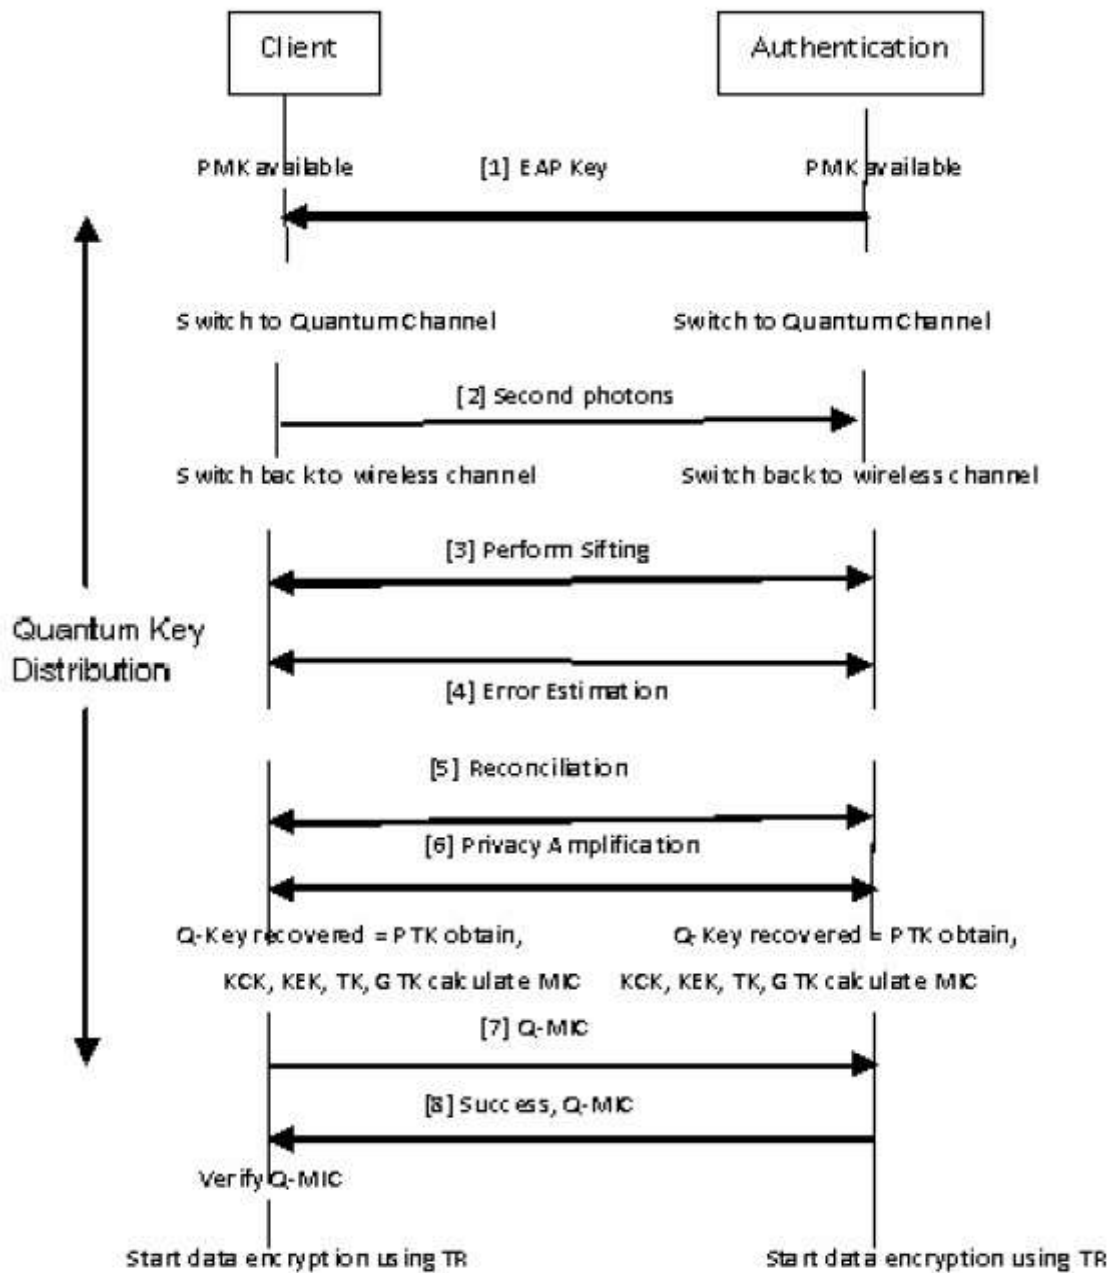 Client
Authentication
PMK available
[1] EAP Key
PMK available
Switch to Quantum Channel
Switch to Quantum Channel
[2] Second photons
Switch back to wireless channel
Switch back to wireless channel
[3] Perform Sifting
Quantum Key
Distribution
[4] Error Estimation
[5] Reconciliation
[6] Privacy Amplification
Q-Key recovered = PTK obtain,
Q-Key recovered = PTK obtain,
KCK, KEK, TK, GTK calculate MIC
KCK, KEK, TK, GTK calculate MIC
[7] Q-MIC
[8] Success, Q-MIC
Verify Q-MIC
Start data encryption using TR
Start data encryption using TR